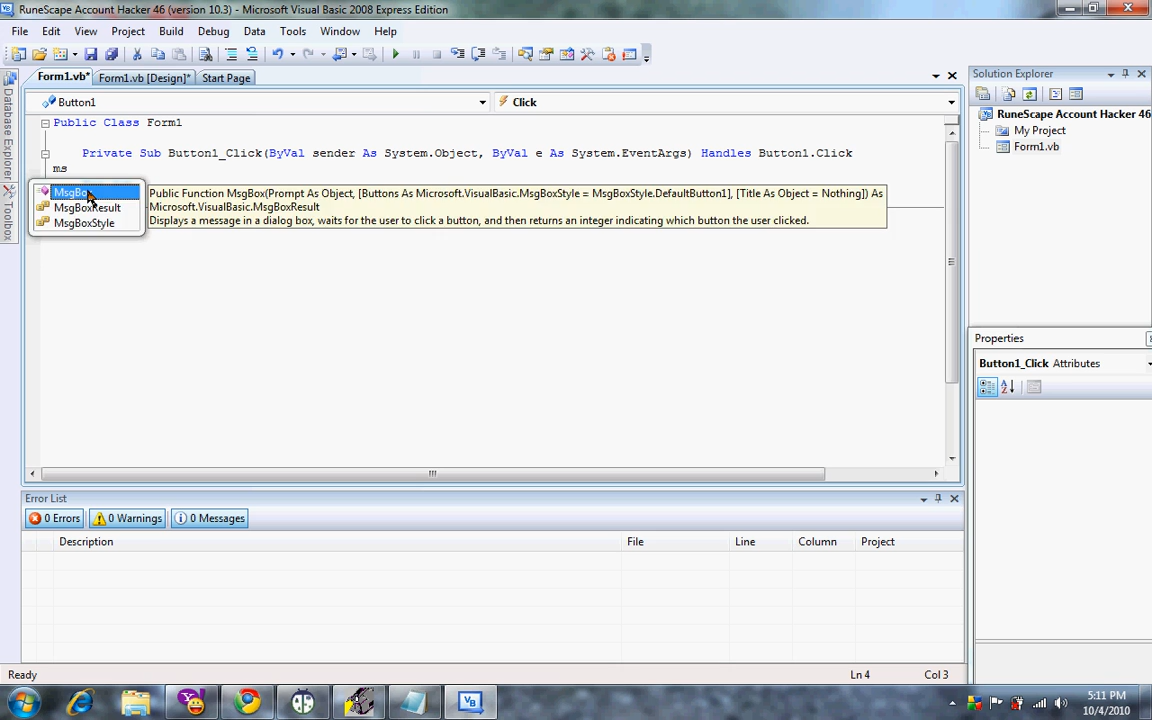 RuneScape Account Hacker 46 (version 10.3) - Microsoft Visual Basic 2008 Express Edition
File Edit View Project Build Debug Data Tools Window Help
Form1.vb* Form1.vb [Design]* Start Page
Solution Explorer
Button1 Click
RuneScape Account Hacker 46
My Project
Form1.vb
Database Explorer
Toolbox
Public Class Form1
Private Sub Button1_Click(ByVal sender As System.Object, ByVal e As System.EventArgs) Handles Button1.Click
ms
MsgBoxResult
MsgBoxStyle
Public Function MsgBox(Prompt As Object, [Buttons As Microsoft.VisualBasic.MsgBoxStyle = MsgBoxStyle.DefaultButton1], [Title As Object = Nothing]) As
Microsoft.VisualBasic.MsgBoxResult
Displays a message in a dialog box, waits for the user to click a button, and then returns an integer indicating which button the user clicked.
Properties
Button1_Click Attributes
Error List
0 Errors 0 Warnings 0 Messages
Description File Line Column Project
Ready Ln 4 Col 3
5:11 PM
10/4/2010